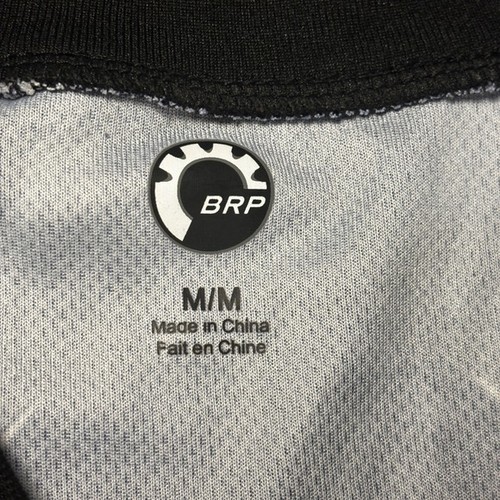 BRP
M/M
Made in China
Fait en Chine